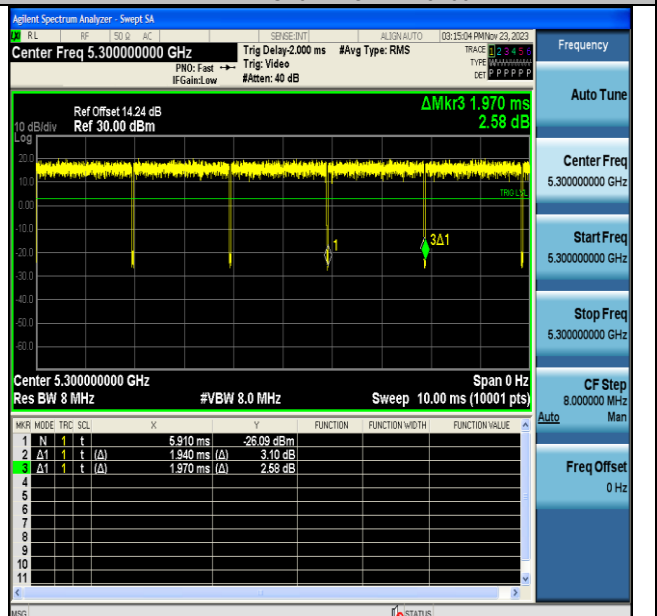 Agilent Spectrum Analyzer - Swept SA
RL RF 50 Ω AC SENSE:INT ALIGN AUTO 03:15:04 PM Nov 23, 2023
Center Freq 5.300000000 GHz Trig Delay-2.000 ms #Avg Type: RMS TRACE 1 2 3 4 5 6
PNO: Fast Trig: Video TYPE
IFGain:Low #Atten: 40 dB DET P P P P P P
Frequency
Ref Offset 14.24 dB ΔMkr3 1.970 ms
10 dB/div Ref 30.00 dBm 2.58 dB
Log
20.0
10.0
TRIG LVL
0.00
-10.0
1
3Δ1
-20.0
-30.0
-40.0
-50.0
-60.0
Center 5.300000000 GHz Span 0 Hz
Res BW 8 MHz #VBW 8.0 MHz Sweep 10.00 ms (10001 pts)
MKR MODE TRC SCL X Y FUNCTION FUNCTION WIDTH FUNCTION VALUE
1 N 1 t 5.910 ms -26.09 dBm
2 Δ1 1 t (Δ) 1.940 ms (Δ) 3.10 dB
3 Δ1 1 t (Δ) 1.970 ms (Δ) 2.58 dB
4
5
6
7
8
9
10
11
MSG STATUS
Auto Tune
Center Freq
5.300000000 GHz
Start Freq
5.300000000 GHz
Stop Freq
5.300000000 GHz
CF Step
8.000000 MHz
Auto Man
Freq Offset
0 Hz